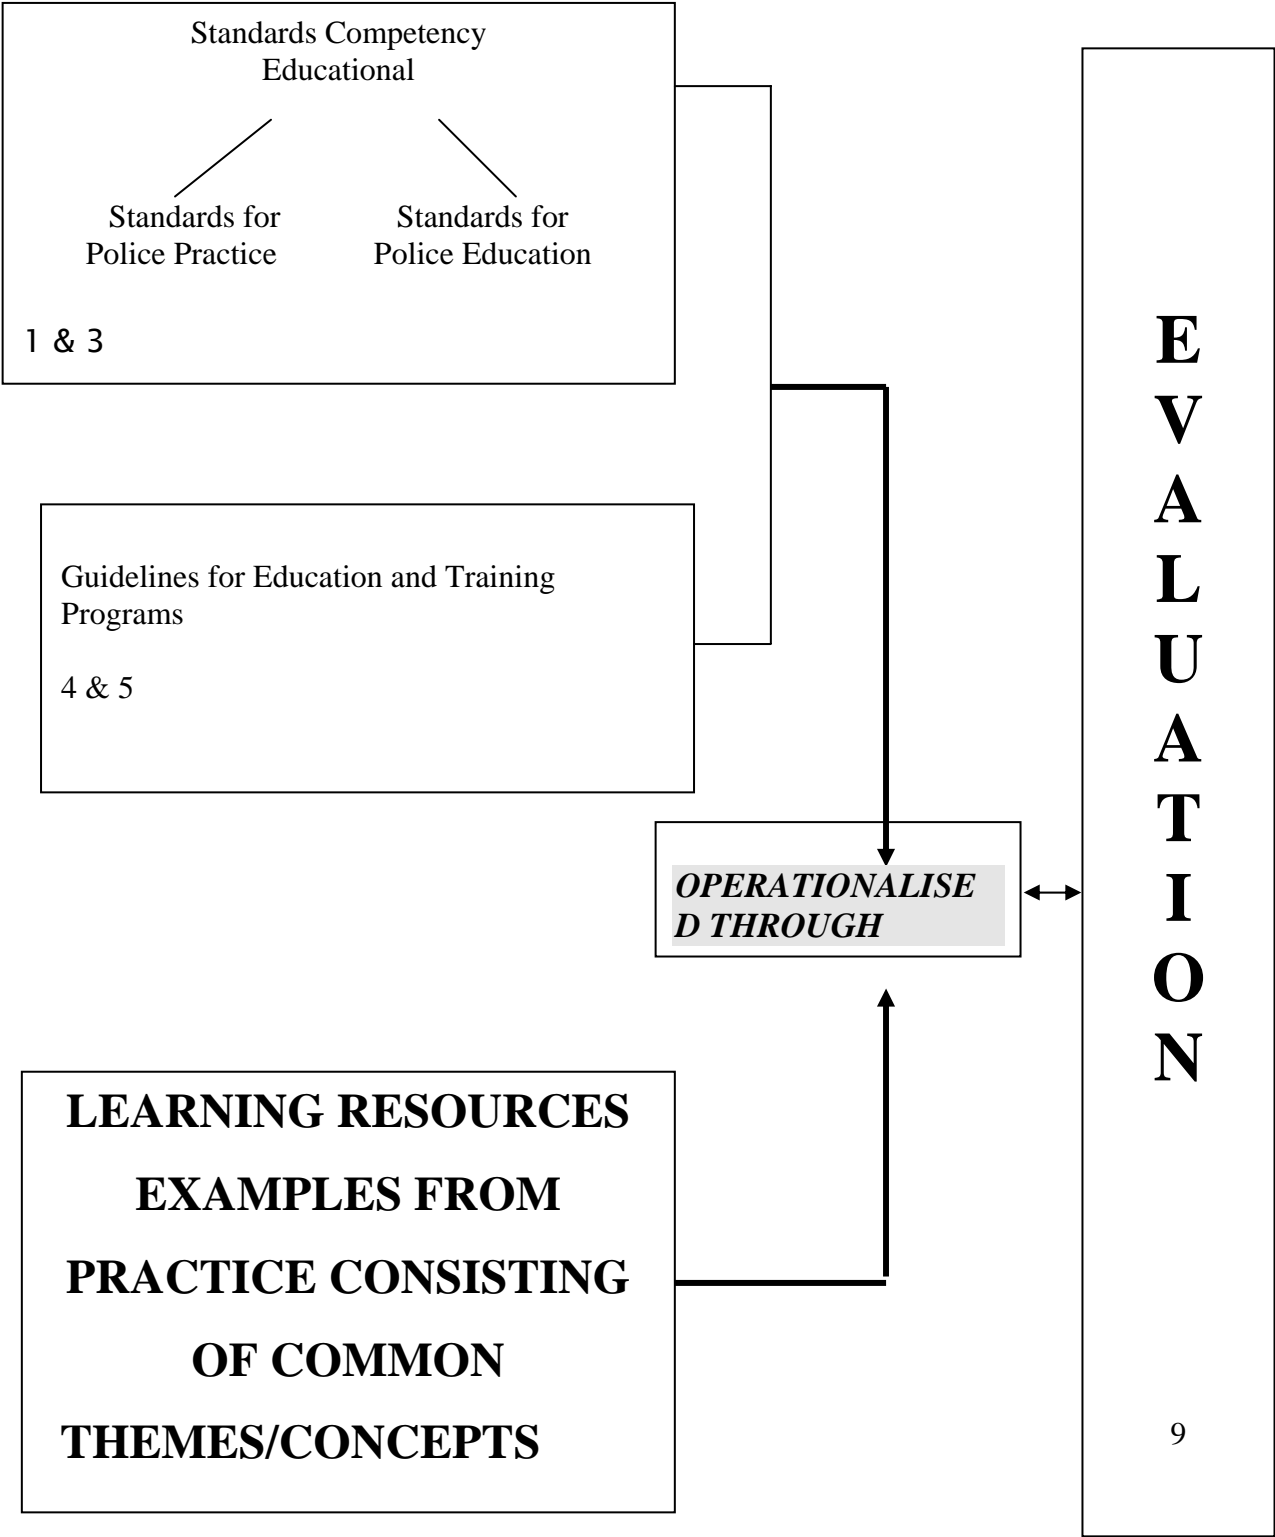 Standards Competency
Educational
Standards for
Police Practice
Standards for
Police Education
1 & 3
Guidelines for Education and Training
Programs
4 & 5
OPERATIONALISE
D THROUGH
LEARNING RESOURCES
EXAMPLES FROM
PRACTICE CONSISTING
OF COMMON
THEMES/CONCEPTS
E
V
A
L
U
A
T
I
O
N
9